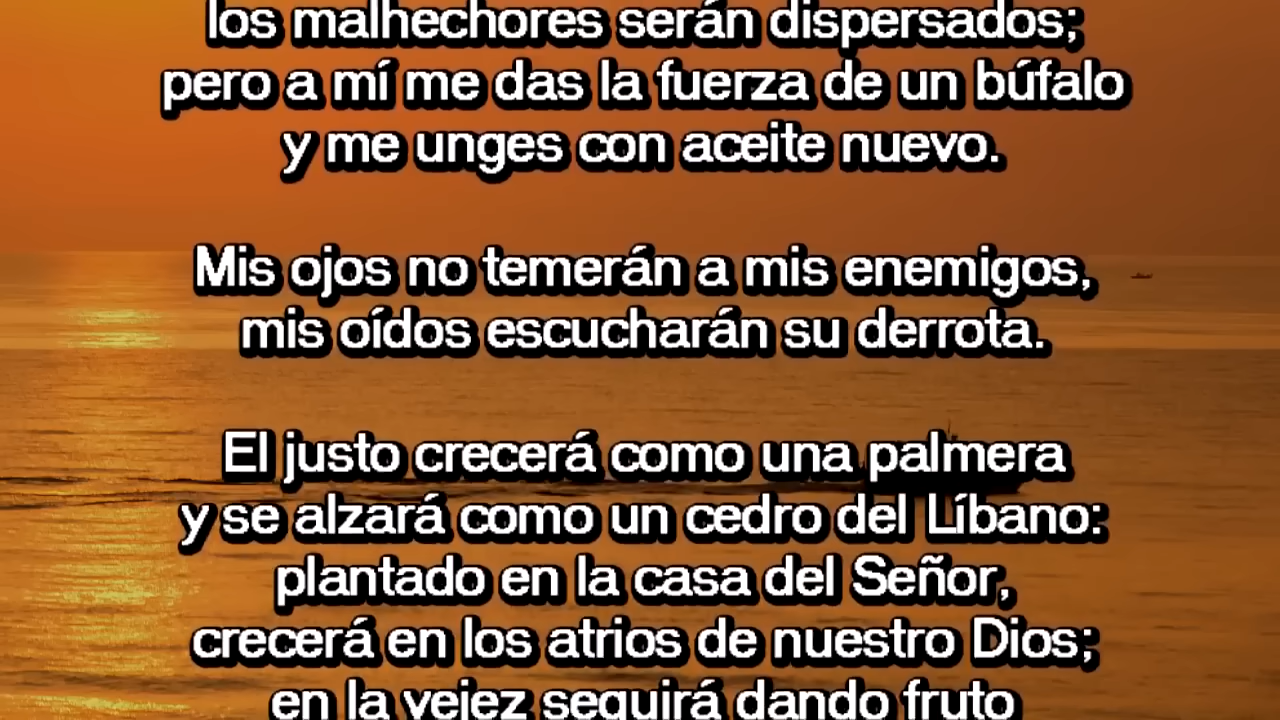 los malhechores serán dispersados;
pero a mí me das la fuerza de un búfalo
y me unges con aceite nuevo.
Mis ojos no temerán a mis enemigos,
mis oídos escucharán su derrota.
El justo crecerá como una palmera
y se alzará como un cedro del Líbano:
plantado en la casa del Señor,
crecerá en los atrios de nuestro Dios;
en la vejez seguirá dando fruto